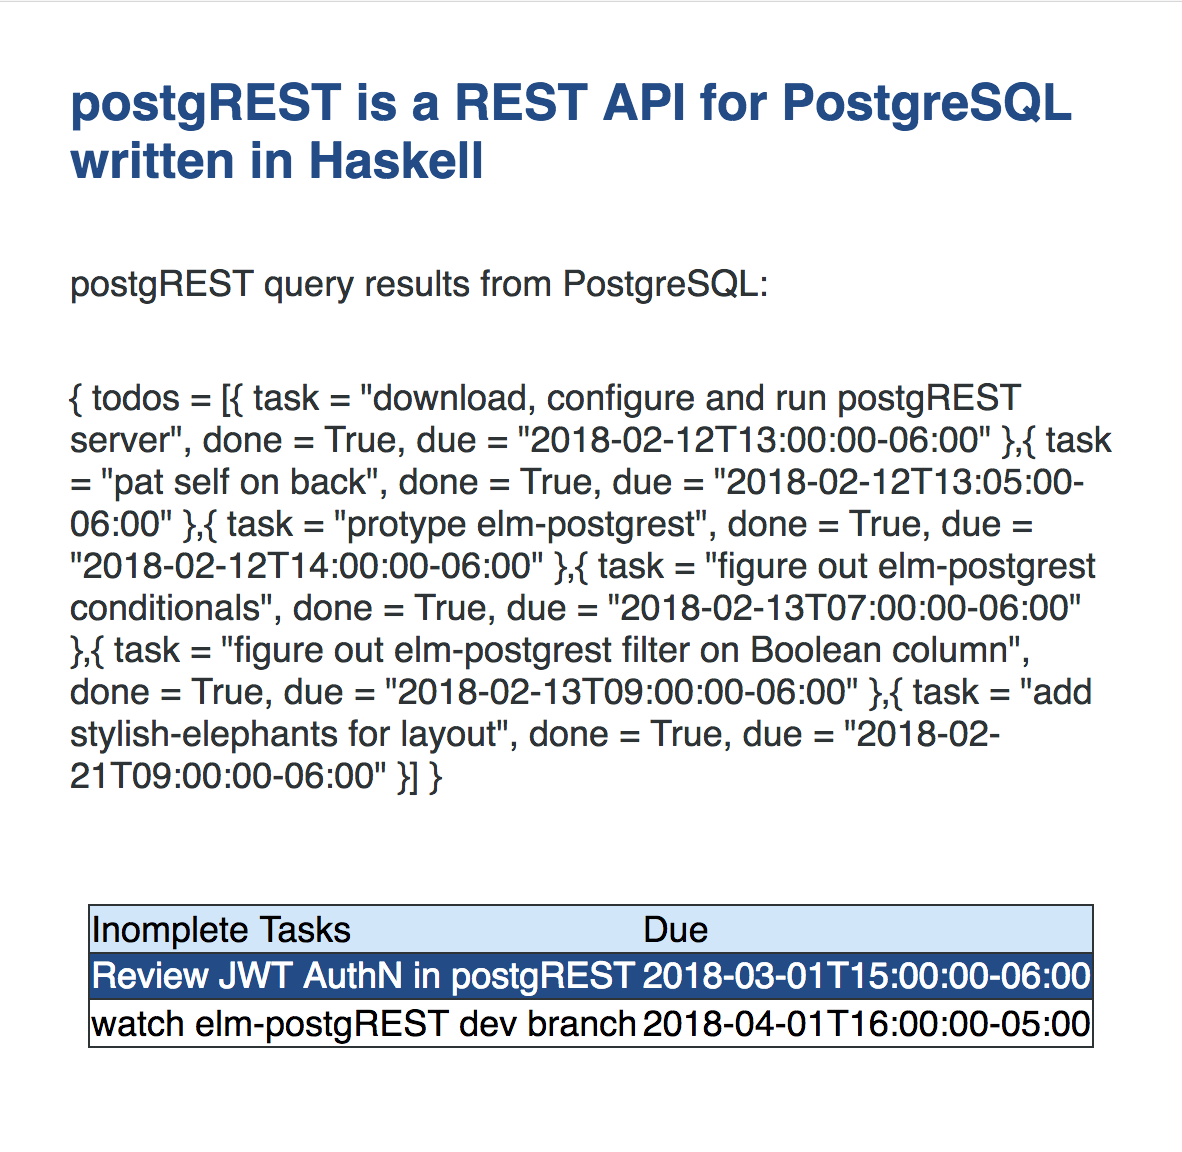 postgREST is a REST API for PostgreSQL
written in Haskell
postgREST query results from PostgreSQL:
{ todos = [{ task = "download, configure and run postgREST
server", done = True, due = "2018-02-12T13:00:00-06:00" },{ task
= "pat self on back", done = True, due = "2018-02-12T13:05:00-
06:00" },{ task = "protype elm-postgrest", done = True, due =
"2018-02-12T14:00:00-06:00" },{ task = "figure out elm-postgrest
conditionals", done = True, due = "2018-02-13T07:00:00-06:00"
},{ task = "figure out elm-postgrest filter on Boolean column",
done = True, due = "2018-02-13T09:00:00-06:00" },{ task = "add
stylish-elephants for layout", done = True, due = "2018-02-
21T09:00:00-06:00" }] }
Inomplete Tasks Due
Review JWT AuthN in postgREST 2018-03-01T15:00:00-06:00
watch elm-postgREST dev branch 2018-04-01T16:00:00-05:00